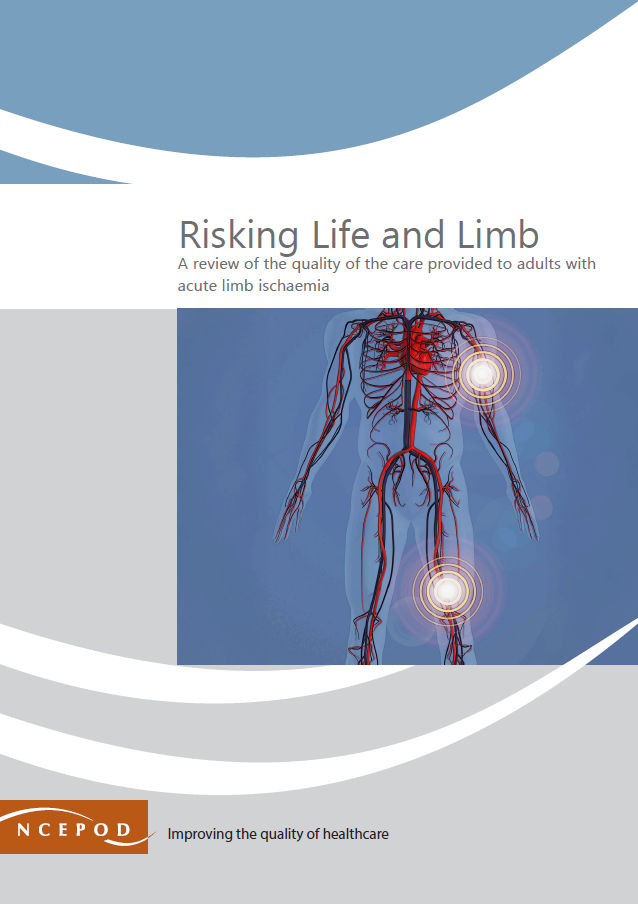 Risking Life and Limb
A review of the quality of the care provided to adults with
acute limb ischaemia
NCEPOD
Improving the quality of healthcare